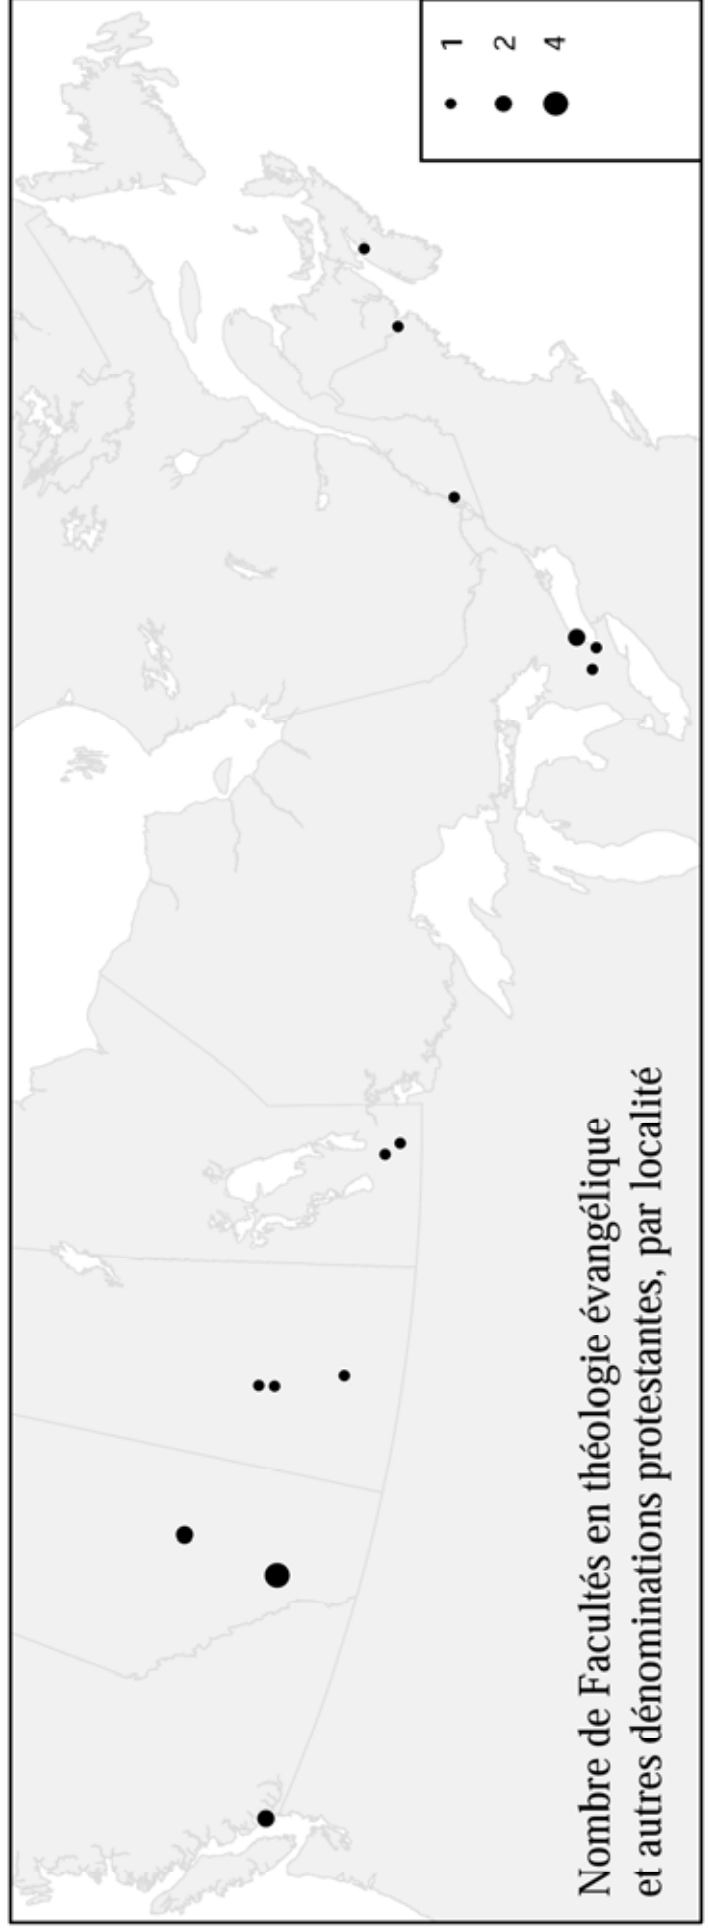 Nombre de Facultés en théologie évangélique
et autres dénominations protestantes, par localité
1
2
4